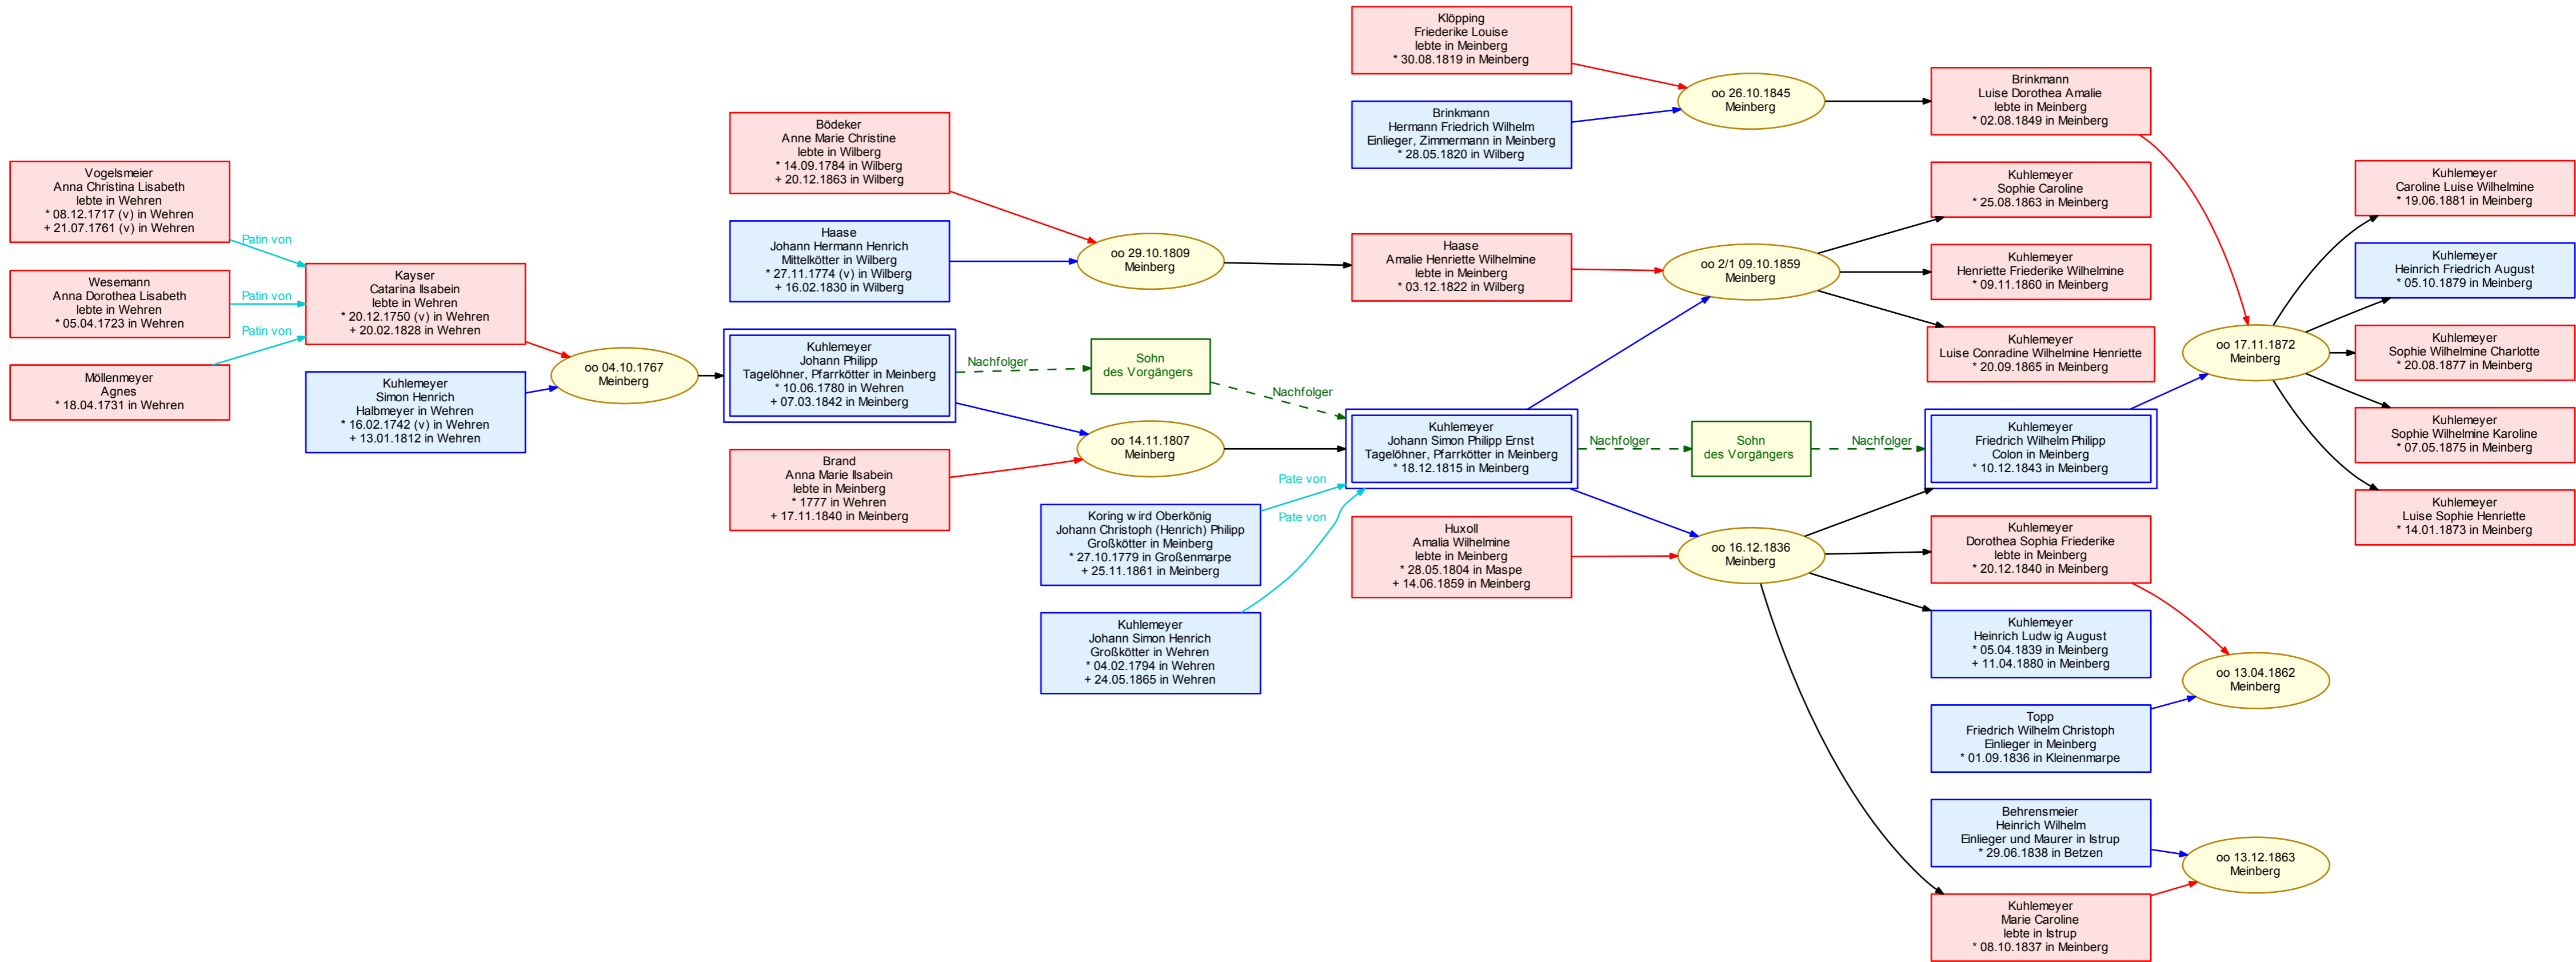 Vogelsmeier
Anna Christina Lisabeth
lebte in Wehren
* 08.12.1717 (v) in Wehren
+ 21.07.1761 (v) in Wehren
Wesemann
Anna Dorothea Lisabeth
lebte in Wehren
* 05.04.1723 in Wehren
Möllenmeyer
Agnes
* 18.04.1731 in Wehren
Patin von
Patin von
Patin von
Kayser
Catarina Ilsabein
lebte in Wehren
* 20.12.1750 (v) in Wehren
+ 20.02.1828 in Wehren
Kuhlemeyer
Simon Henrich
Halbmeyer in Wehren
* 16.02.1742 (v) in Wehren
+ 13.01.1812 in Wehren
oo 04.10.1767
Meinberg
Bödeker
Anne Marie Christine
lebte in Wilberg
* 14.09.1784 in Wilberg
+ 20.12.1863 in Wilberg
Haase
Johann Hermann Henrich
Mittelkötter in Wilberg
* 27.11.1774 (v) in Wilberg
+ 16.02.1830 in Wilberg
Kuhlemeyer
Johann Philipp
Tagelöhner, Pfarrkötter in Meinberg
* 10.06.1780 in Wehren
+ 07.03.1842 in Meinberg
Brand
Anna Marie Ilsabein
lebte in Meinberg
* 1777 in Wehren
+ 17.11.1840 in Meinberg
Nachfolger
oo 29.10.1809
Meinberg
Sohn
des Vorgängers
oo 14.11.1807
Meinberg
Koring wird Oberkönig
Johann Christoph (Henrich) Philipp
Großkötter in Meinberg
* 27.10.1779 in Großenmarpe
+ 25.11.1861 in Meinberg
Kuhlemeyer
Johann Simon Henrich
Großkötter in Wehren
* 04.02.1794 in Wehren
+ 24.05.1865 in Wehren
Nachfolger
Pate von
Pate von
Klöpping
Friederike Louise
lebte in Meinberg
* 30.08.1819 in Meinberg
Brinkmann
Hermann Friedrich Wilhelm
Einlieger, Zimmermann in Meinberg
* 28.05.1820 in Wilberg
Haase
Amalie Henriette Wilhelmine
lebte in Meinberg
* 03.12.1822 in Wilberg
Kuhlemeyer
Johann Simon Philipp Ernst
Tagelöhner, Pfarrkötter in Meinberg
* 18.12.1815 in Meinberg
Huxoll
Amalia Wilhelmine
lebte in Meinberg
* 28.05.1804 in Maspe
+ 14.06.1859 in Meinberg
Nachfolger
oo 26.10.1845
Meinberg
oo 2/1 09.10.1859
Meinberg
Sohn
des Vorgängers
oo 16.12.1836
Meinberg
Nachfolger
Brinkmann
Luise Dorothea Amalie
lebte in Meinberg
* 02.08.1849 in Meinberg
Kuhlemeyer
Sophie Caroline
* 25.08.1863 in Meinberg
Kuhlemeyer
Henriette Friederike Wilhelmine
* 09.11.1860 in Meinberg
Kuhlemeyer
Luise Conradine Wilhelmine Henriette
* 20.09.1865 in Meinberg
Kuhlemeyer
Friedrich Wilhelm Philipp
Colon in Meinberg
* 10.12.1843 in Meinberg
Kuhlemeyer
Dorothea Sophia Friederike
lebte in Meinberg
* 20.12.1840 in Meinberg
Kuhlemeyer
Heinrich Ludwig August
* 05.04.1839 in Meinberg
+ 11.04.1880 in Meinberg
Topp
Friedrich Wilhelm Christoph
Einlieger in Meinberg
* 01.09.1836 in Kleinenmarpe
Behrensmeier
Heinrich Wilhelm
Einlieger und Maurer in Istrup
* 29.06.1838 in Betzen
Kuhlemeyer
Marie Caroline
lebte in Istrup
* 08.10.1837 in Meinberg
oo 17.11.1872
Meinberg
oo 13.04.1862
Meinberg
oo 13.12.1863
Meinberg
Kuhlemeyer
Caroline Luise Wilhelmine
* 19.06.1881 in Meinberg
Kuhlemeyer
Heinrich Friedrich August
* 05.10.1879 in Meinberg
Kuhlemeyer
Sophie Wilhelmine Charlotte
* 20.08.1877 in Meinberg
Kuhlemeyer
Sophie Wilhelmine Karoline
* 07.05.1875 in Meinberg
Kuhlemeyer
Luise Sophie Henriette
* 14.01.1873 in Meinberg